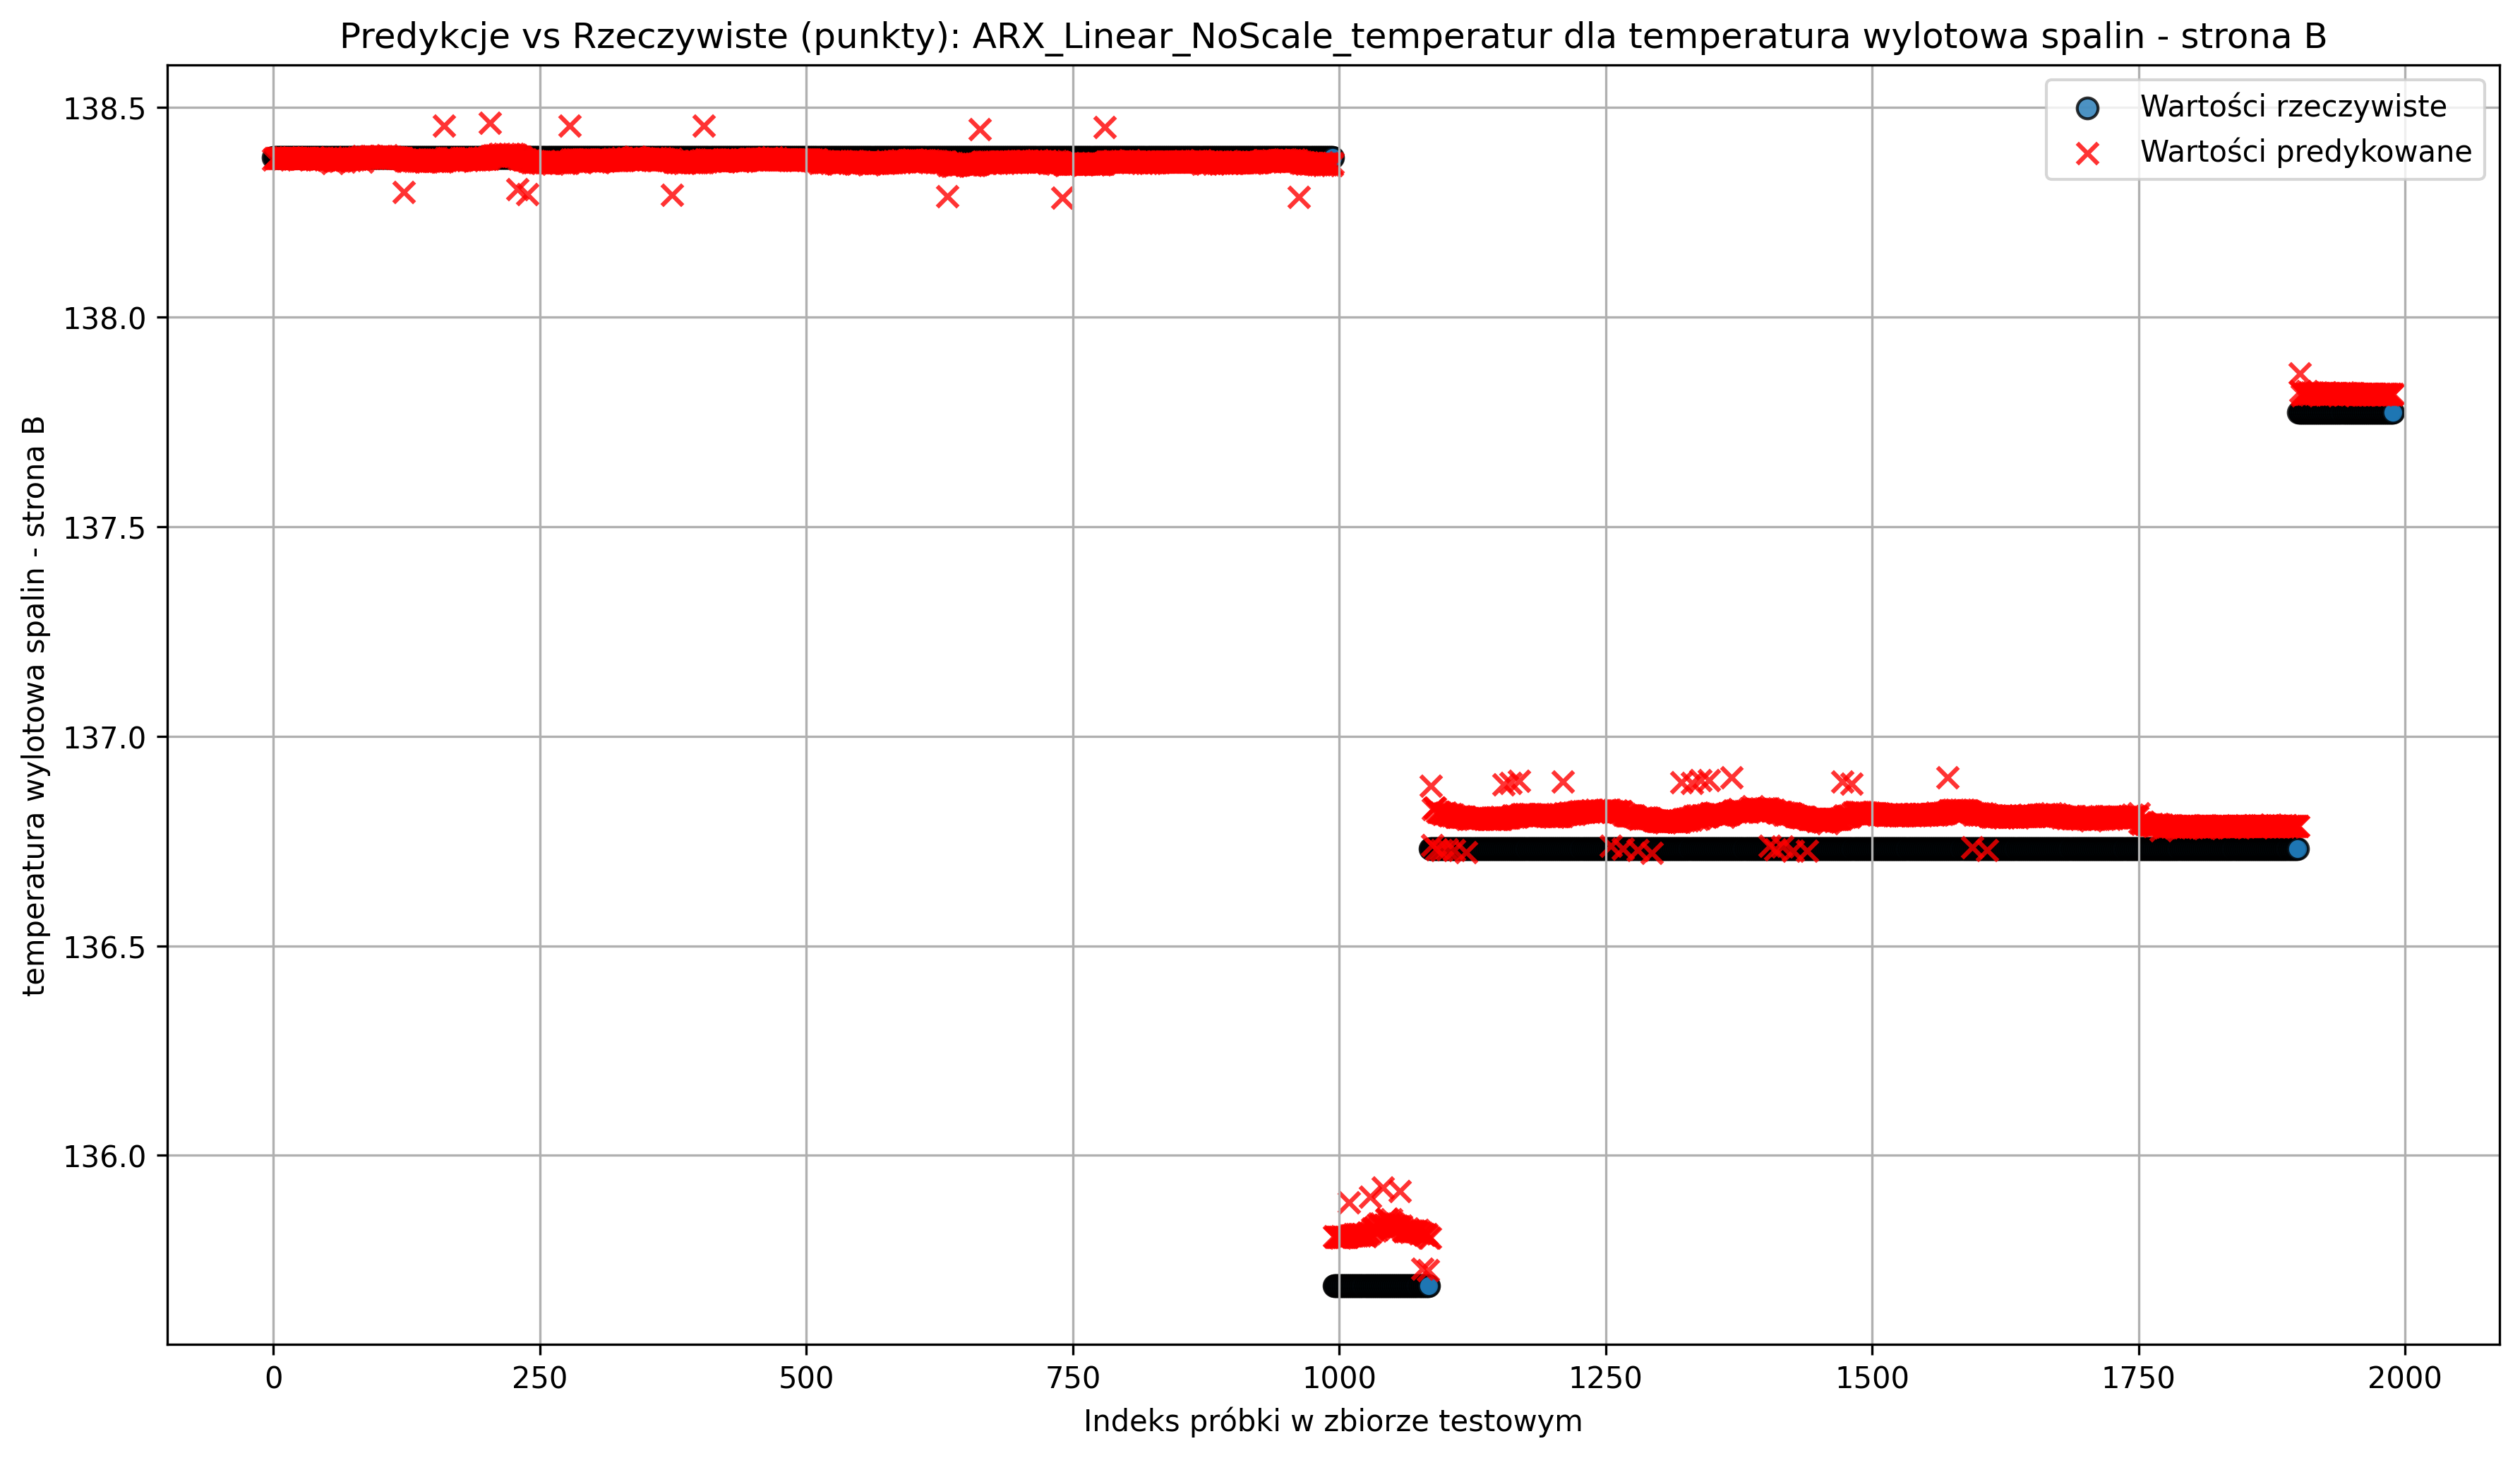 Predykcje vs Rzeczywiste (punkty): ARX_Linear_NoScale_temperatur dla temperatura wylotowa spalin - strona B
Wartości rzeczywiste
Wartości predykowane
temperatura wylotowa spalin - strona B
138.5
138.0
137.5
137.0
136.5
136.0
0 250 500 750 1000 1250 1500 1750 2000
Indeks próbki w zbiorze testowym